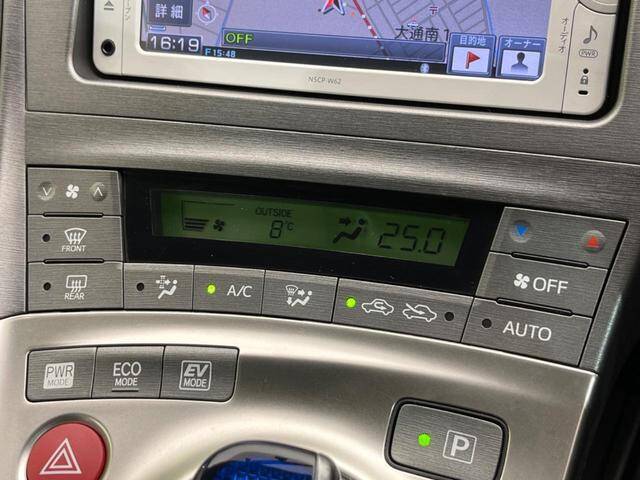 詳細
大通南1
オーディオ
16:19
F15:48
OFF
目的地
オーナー
PWR
NSCP-W62
OUTSIDE
8℃
25.0
FRONT
REAR
A/C
OFF
AUTO
PWR
MODE
ECO
MODE
EV
MODE
P